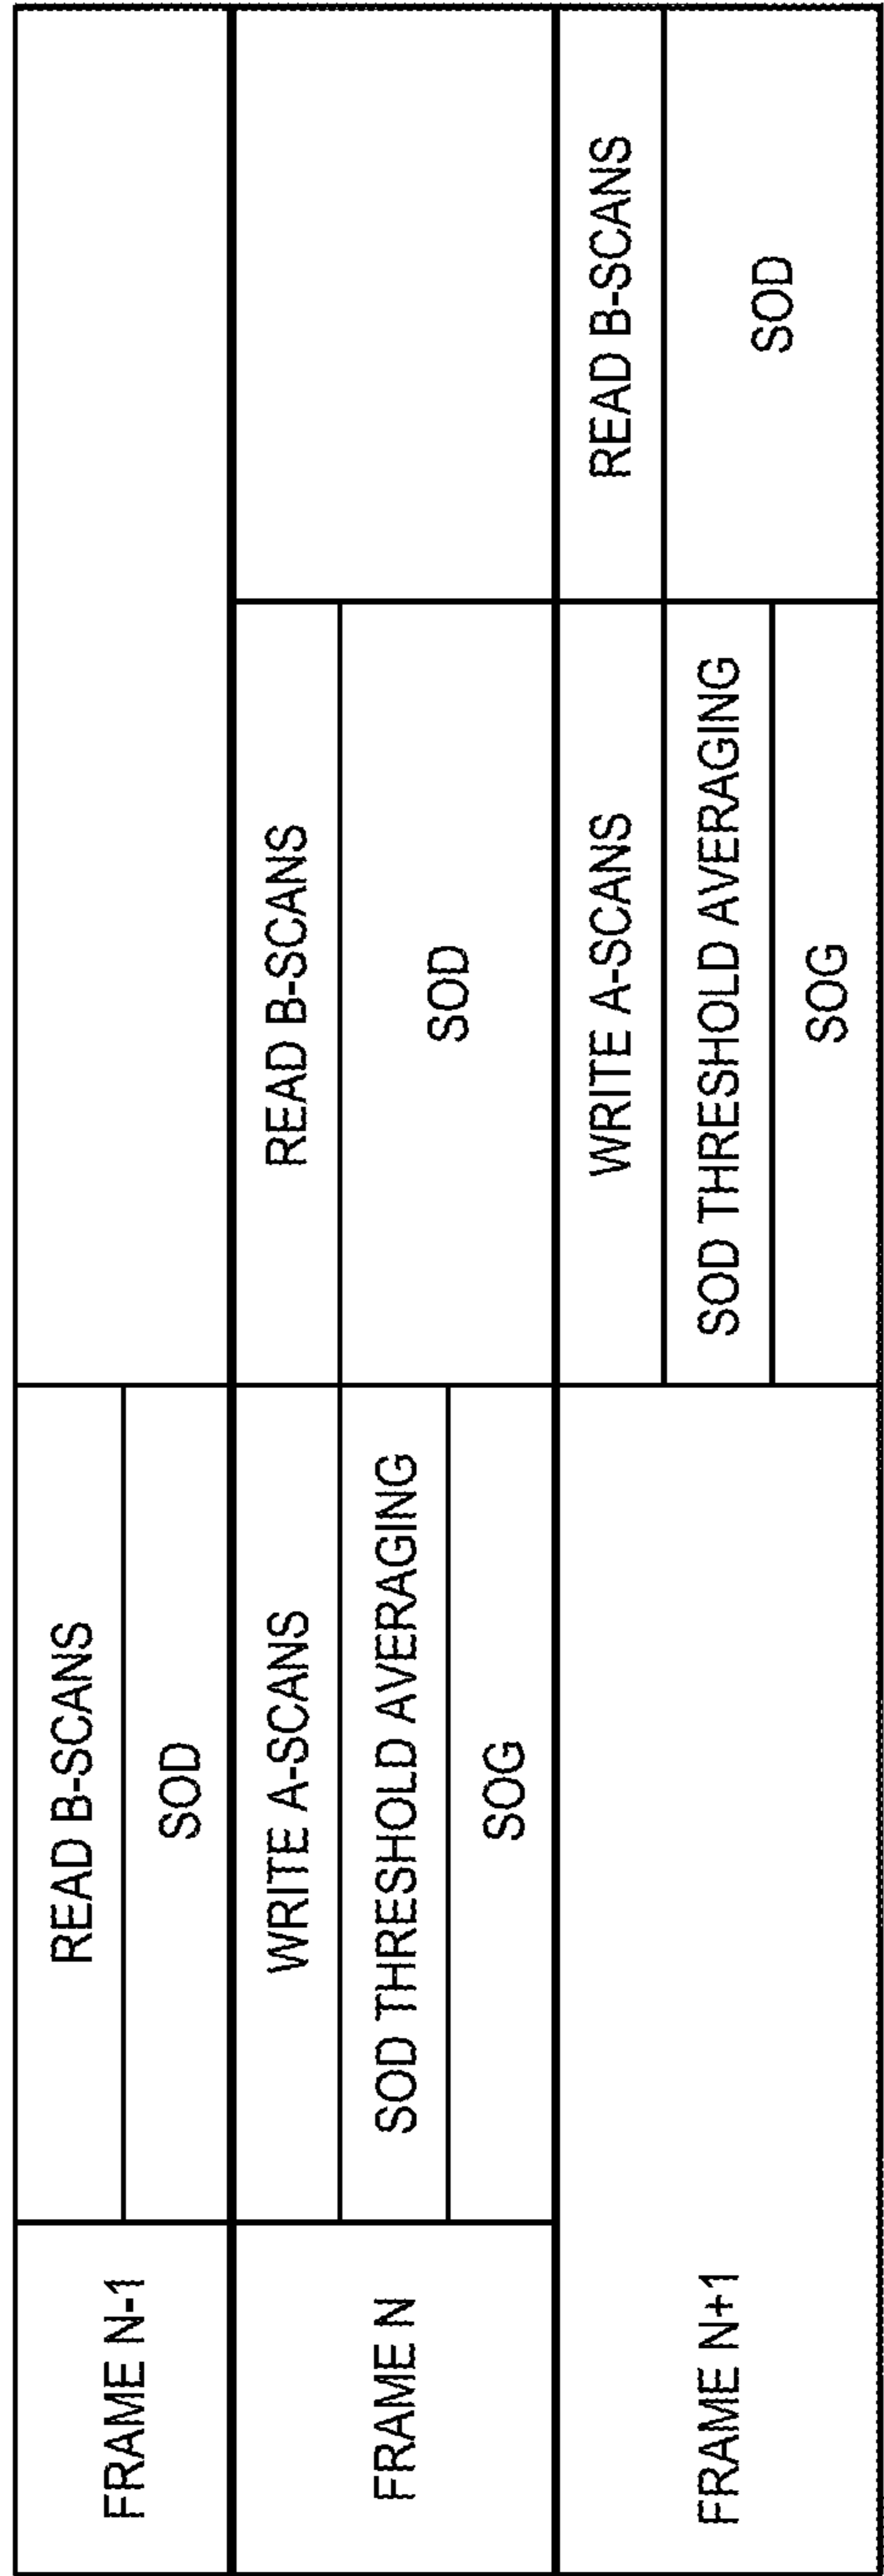 FRAME N-1
READ B-SCANS
SOD
FRAME N
WRITE A-SCANS
READ B-SCANS
SOD THRESHOLD AVERAGING
SOD
SOG
FRAME N+1
WRITE A-SCANS
READ B-SCANS
SOD THRESHOLD AVERAGING
SOD
SOG